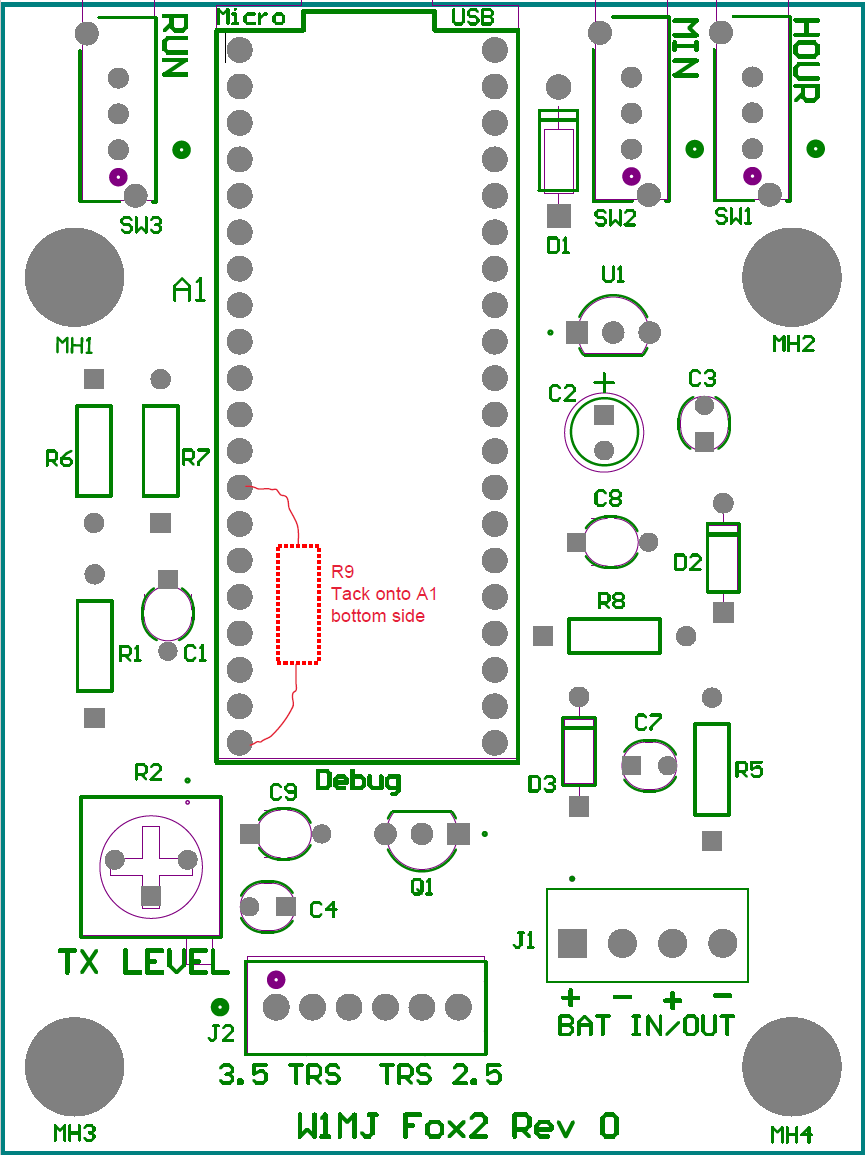 Micro
USB
RUN
MIN
HOUR
SW3
SW2
SW1
D1
A1
U1
MH1
MH2
C2
+
C3
R6
R7
C8
D2
R9
Tack onto A1
bottom side
R8
R1
C1
C7
R2
Debug
D3
R5
C9
Q1
C4
J1
TX LEVEL
+ - + -
J2
BAT IN/OUT
3.5 TRS TRS 2.5
W1MJ Fox2 Rev 0
MH3
MH4